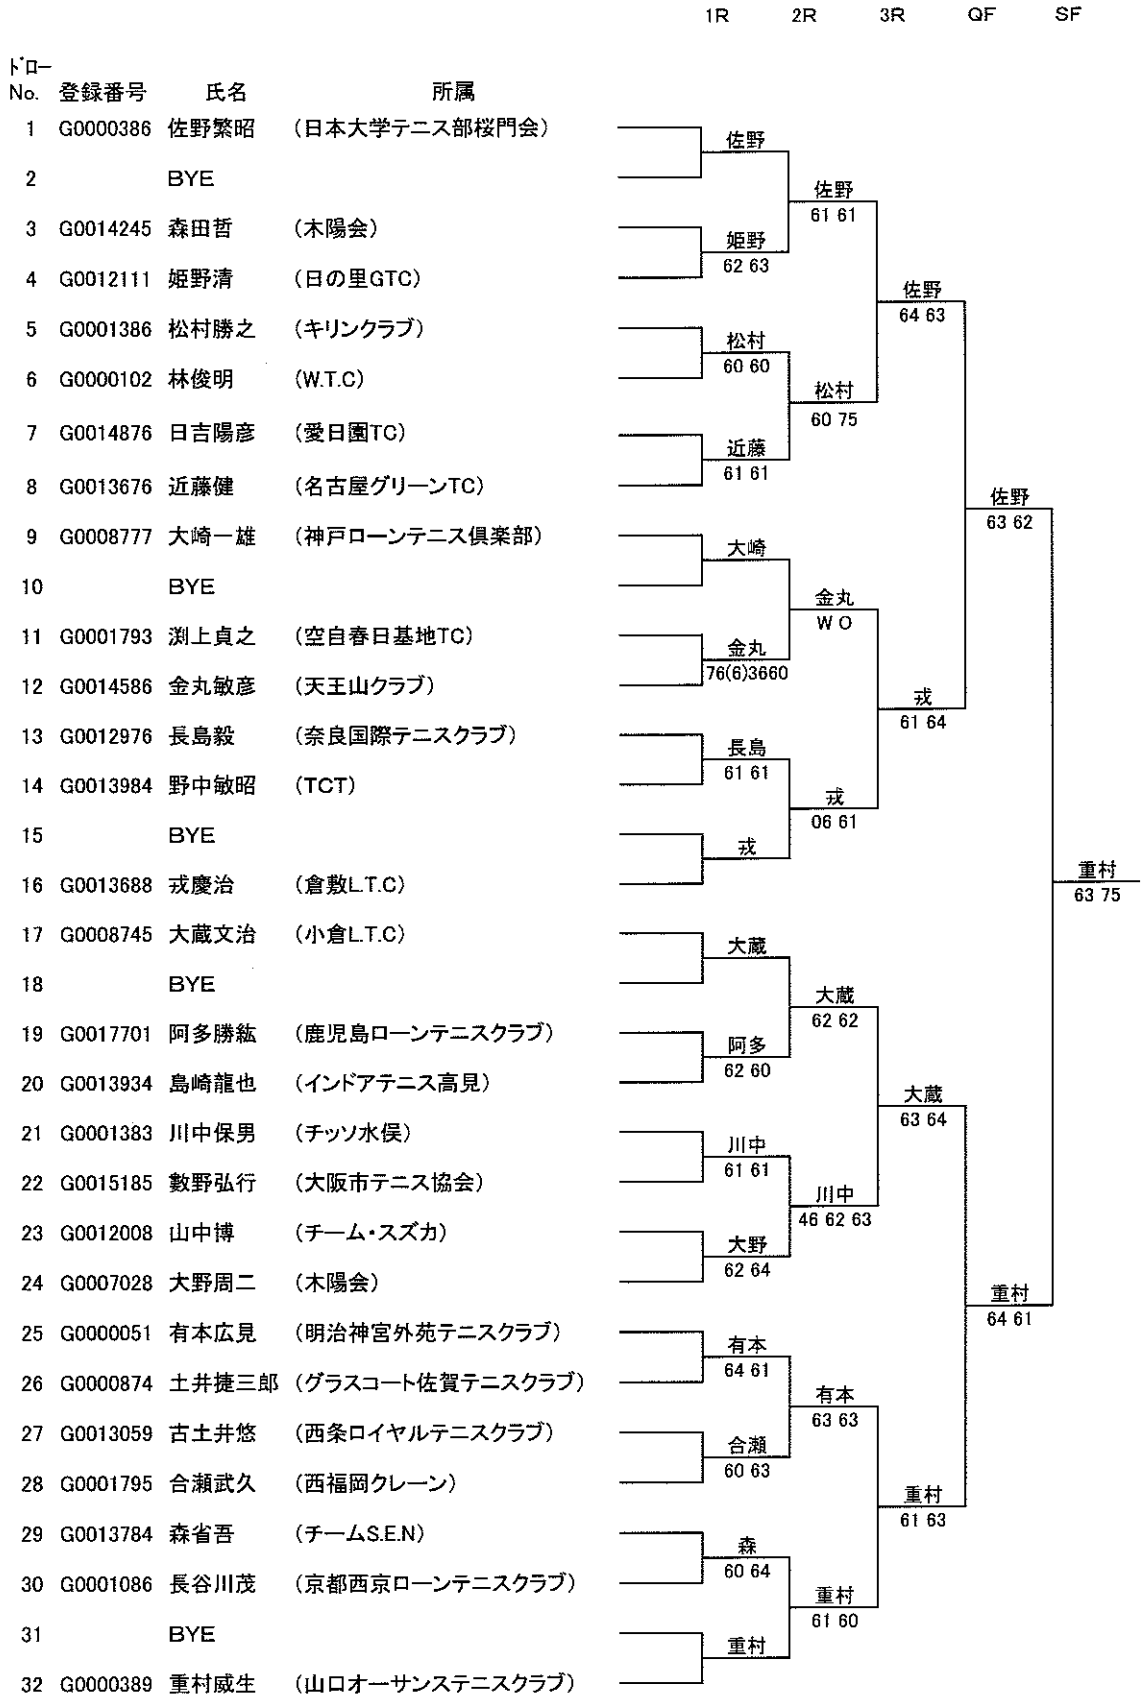 1R 2R 3R QF SF
ドロー
No. 登録番号 氏名 所属
1 G0000386 佐野繁昭 (日本大学テニス部桜門会)
佐野
2 BYE
佐野
61 61
3 G0014245 森田哲 (木陽会)
姫野
62 63
4 G0012111 姫野清 (日の里GTC)
佐野
64 63
5 G0001386 松村勝之 (キリンクラブ)
松村
60 60
6 G0000102 林俊明 (W.T.C)
松村
60 75
7 G0014876 日吉陽彦 (愛日園TC)
近藤
61 61
8 G0013676 近藤健 (名古屋グリーンTC)
佐野
63 62
9 G0008777 大崎一雄 (神戸ローンテニス倶楽部)
大崎
10 BYE
金丸
W O
11 G0001793 渕上貞之 (空自春日基地TC)
金丸
76(6)3660
12 G0014586 金丸敏彦 (天王山クラブ)
戎
61 64
13 G0012976 長島毅 (奈良国際テニスクラブ)
長島
61 61
14 G0013984 野中敏昭 (TCT)
戎
06 61
15 BYE
戎
16 G0013688 戎慶治 (倉敷L.T.C)
重村
63 75
17 G0008745 大蔵文治 (小倉L.T.C)
大蔵
18 BYE
大蔵
62 62
19 G0017701 阿多勝紘 (鹿児島ローンテニスクラブ)
阿多
62 60
20 G0013934 島崎龍也 (インドアテニス高見)
大蔵
63 64
21 G0001383 川中保男 (チッソ水俣)
川中
61 61
22 G0015185 數野弘行 (大阪市テニス協会)
川中
46 62 63
23 G0012008 山中博 (チーム・スズカ)
大野
62 64
24 G0007028 大野周二 (木陽会)
重村
64 61
25 G0000051 有本広見 (明治神宮外苑テニスクラブ)
有本
64 61
26 G0000874 土井捷三郎 (グラスコート佐賀テニスクラブ)
有本
63 63
27 G0013059 古土井悠 (西条ロイヤルテニスクラブ)
合瀬
60 63
28 G0001795 合瀬武久 (西福岡クレーン)
重村
61 63
29 G0013784 森省吾 (チームS.E.N)
森
60 64
30 G0001086 長谷川茂 (京都西京ローンテニスクラブ)
重村
61 60
31 BYE
重村
32 G0000389 重村威生 (山口オーサンステニスクラブ)